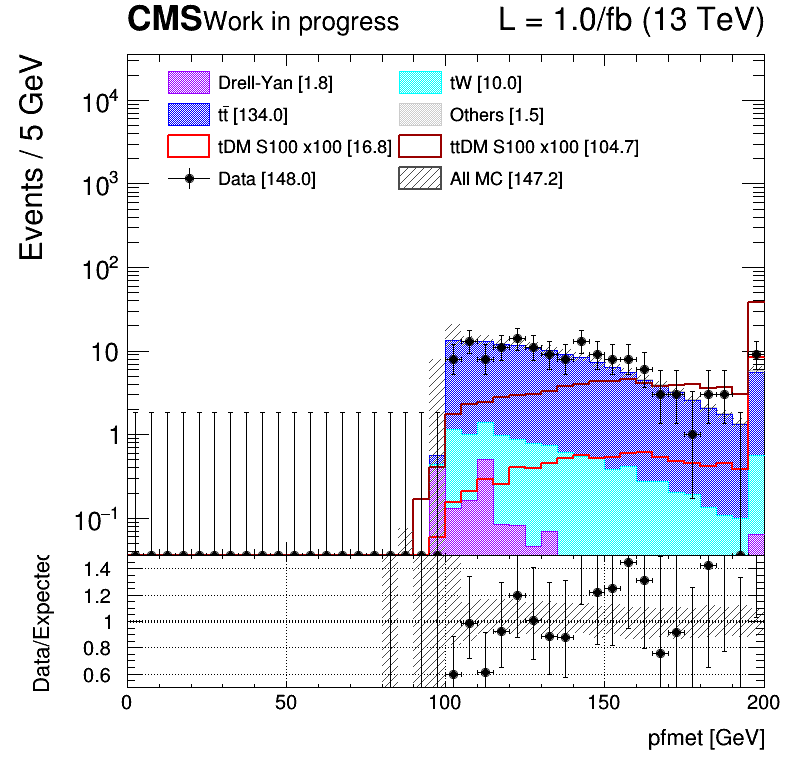 CMS Work in progress L = 1.0/fb (13 TeV)
Events / 5 GeV
Drell-Yan [1.8] tW [10.0]
tt̄ [134.0] Others [1.5]
tDM S100 x100 [16.8] ttDM S100 x100 [104.7]
Data [148.0] All MC [147.2]
10⁴
10³
10²
10
1
10⁻¹
Data/Expected
1.4
1.2
1
0.8
0.6
0 50 100 150 200
pfmet [GeV]